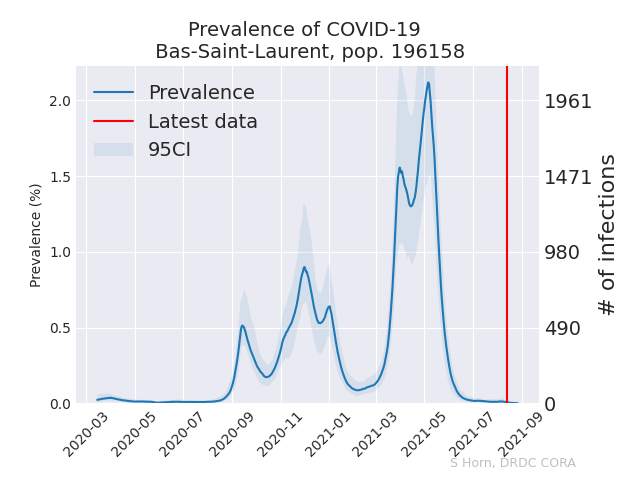 Prevalence of COVID-19
Bas-Saint-Laurent, pop. 196158
Prevalence
Latest data
95CI
Prevalence (%)
2.0
1.5
1.0
0.5
0.0
1961
1471
980
490
0
# of infections
2020-03
2020-05
2020-07
2020-09
2020-11
2021-01
2021-03
2021-05
2021-07
2021-09
S Horn, DRDC CORA